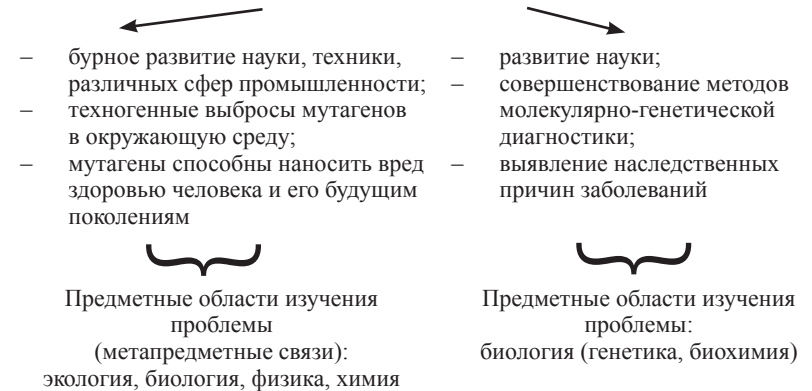 – бурное развитие науки, техники,
различных сфер промышленности;
– техногенные выбросы мутагенов
в окружающую среду;
– мутагены способны наносить вред
здоровью человека и его будущим
поколениям
Предметные области изучения
проблемы
(метапредметные связи):
экология, биология, физика, химия
– развитие науки;
– совершенствование методов
молекулярно-генетической
диагностики;
– выявление наследственных
причин заболеваний
Предметные области изучения
проблемы:
биология (генетика, биохимия)